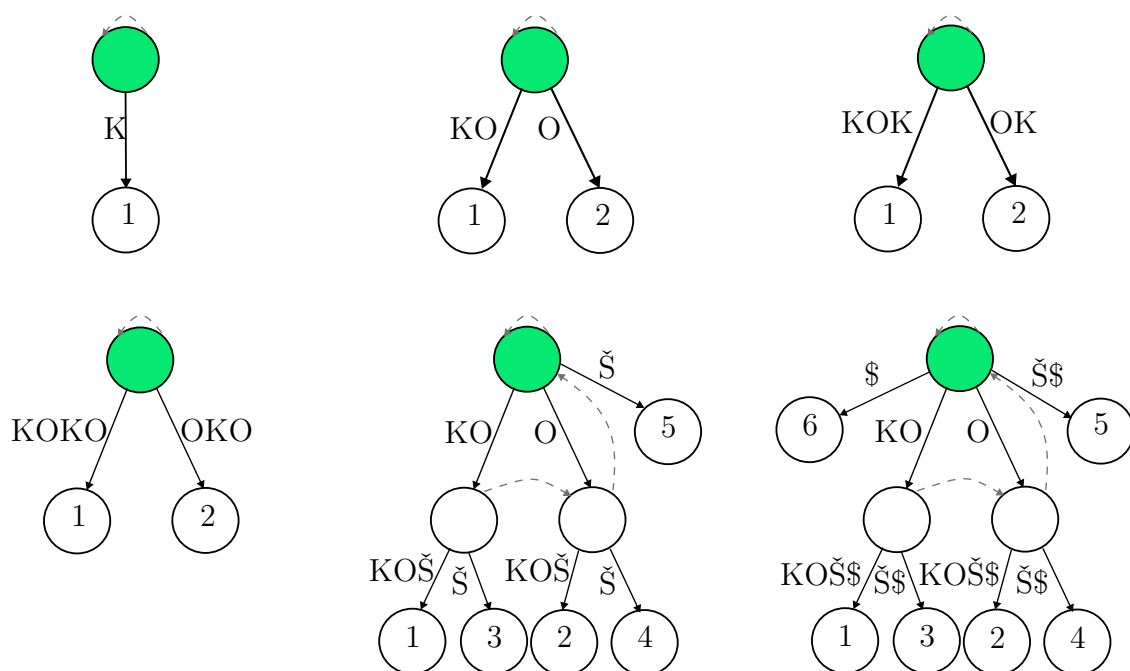 K
KO O
KOK OK
1
1 2
1 2
KOKO OKO
1 2
Š
KO O
5
KOŠ Š KOŠ Š
1 3 2 4
$ Š$
6 KO O 5
KOŠ$ Š$ KOŠ$ Š$
1 3 2 4